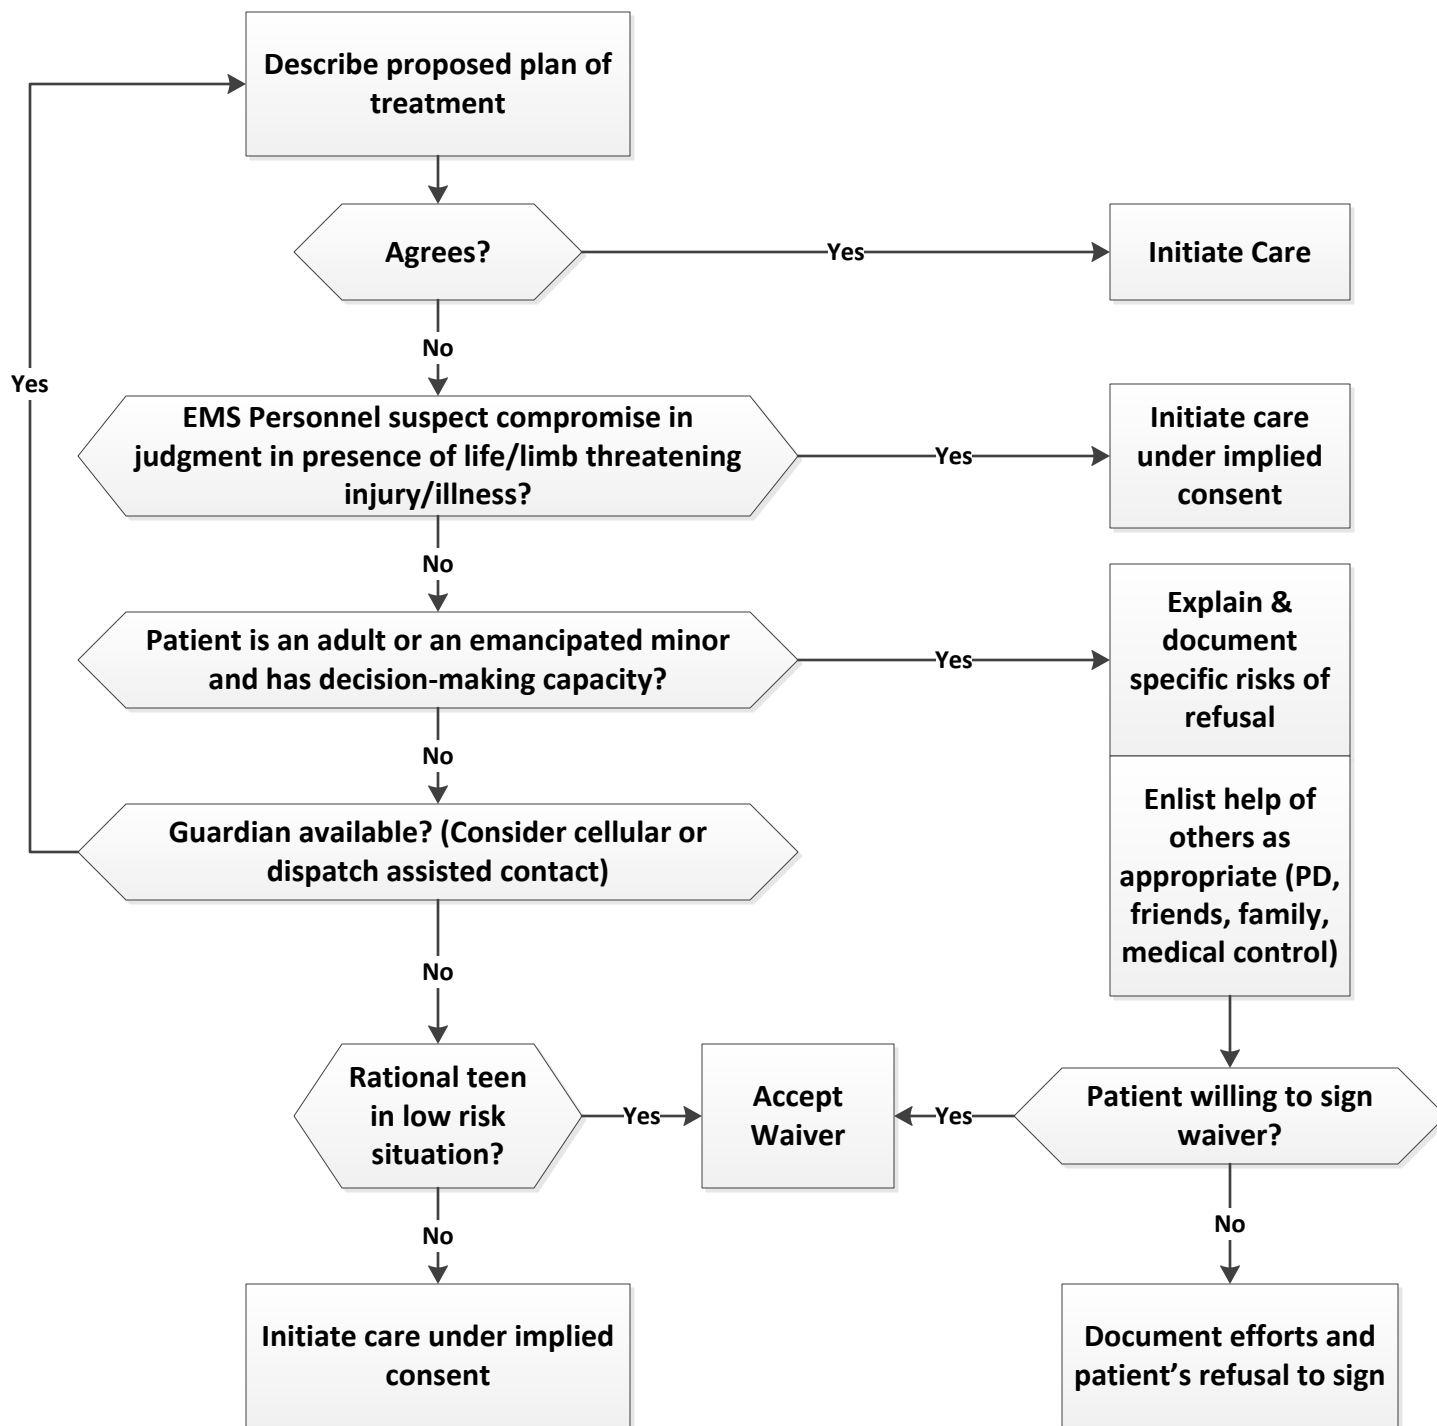 Describe proposed plan of
treatment
Agrees?
Yes
Initiate Care
No
Yes
EMS Personnel suspect compromise in
judgment in presence of life/limb threatening
injury/illness?
Yes
Initiate care
under implied
consent
No
Patient is an adult or an emancipated minor
and has decision-making capacity?
Yes
Explain &
document
specific risks of
refusal
No
Guardian available? (Consider cellular or
dispatch assisted contact)
Enlist help of
others as
appropriate (PD,
friends, family,
medical control)
No
Rational teen
in low risk
situation?
Yes
Accept
Waiver
Yes
Patient willing to sign
waiver?
No
No
Initiate care under implied
consent
Document efforts and
patient’s refusal to sign